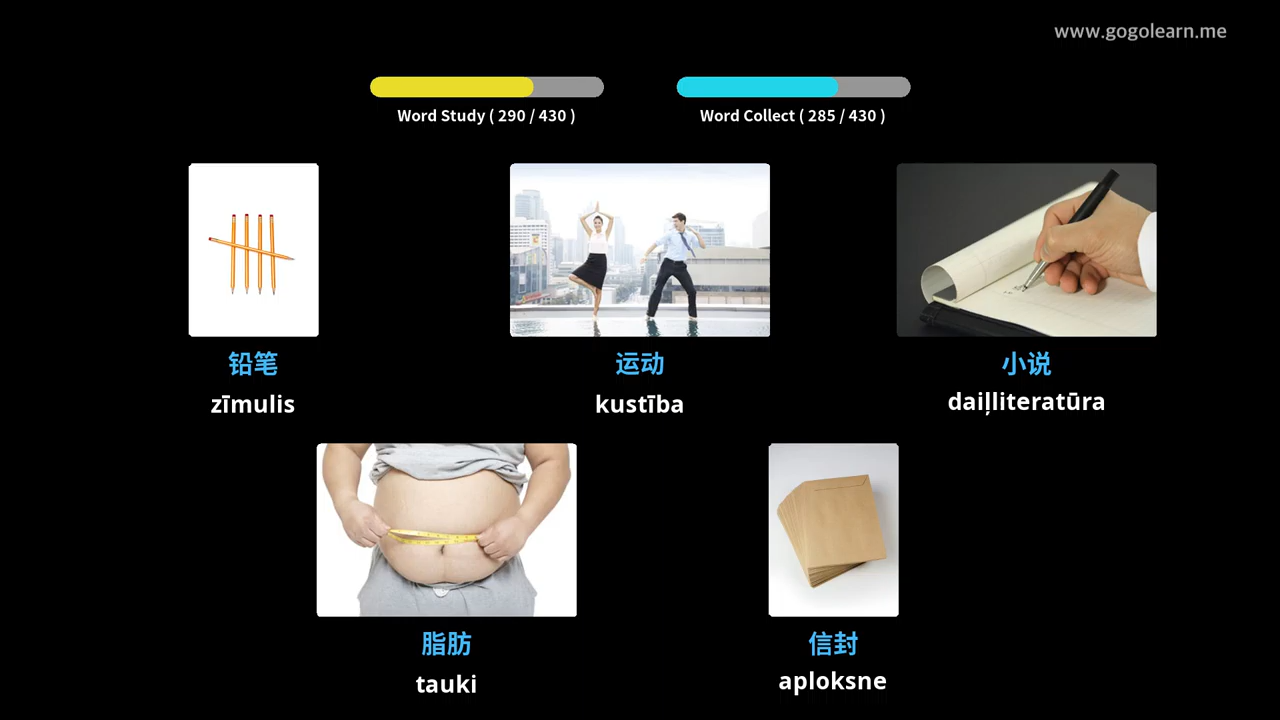 www.gogolearn.me
Word Study ( 290 / 430 )
Word Collect ( 285 / 430 )
铅笔
zīmulis
运动
kustība
小说
daiļliteratūra
脂肪
tauki
信封
aploksne